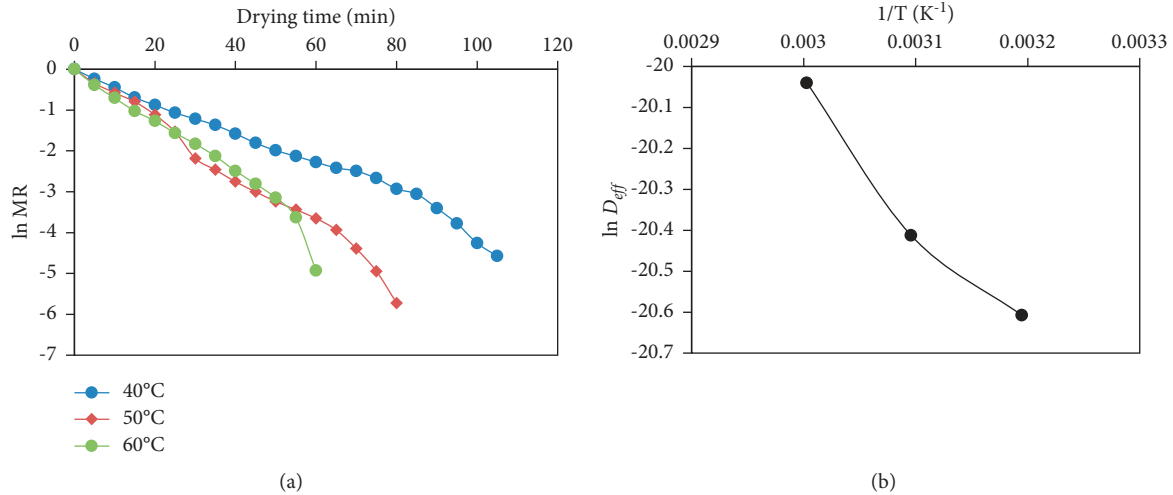 Drying time (min)
0 20 40 60 80 100 120
0
-1
-2
-3
-4
-5
-6
-7
ln MR
40°C
50°C
60°C
(a)
1/T (K-1)
0.0029 0.003 0.0031 0.0032 0.0033
-20
-20.1
-20.2
-20.3
-20.4
-20.5
-20.6
-20.7
ln Deff
(b)